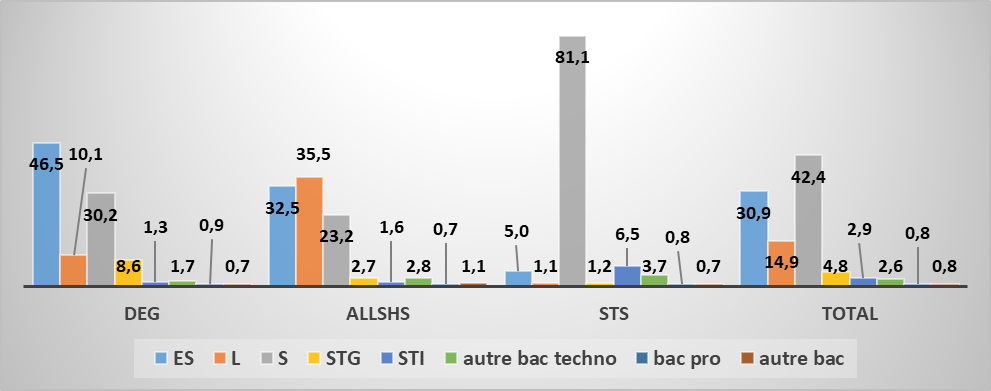 81,1
46,5 10,1 30,2 8,6 1,3 1,7 0,9 0,7
32,5 35,5 23,2 2,7 1,6 2,8 0,7 1,1
5,0 1,1 1,2 6,5 3,7 0,8 0,7
30,9 14,9 42,4 4,8 2,9 2,6 0,8 0,8
DEG ALLSHS STS TOTAL
ES L S STG STI autre bac techno bac pro autre bac